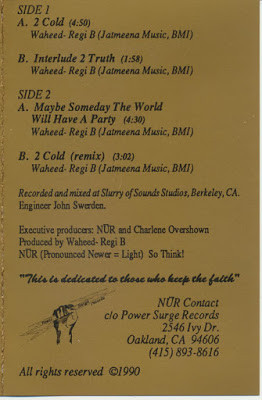 SIDE 1
A. 2 Cold (4:50)
Waheed- Regi B (Jatmeena Music, BMI)
B. Interlude 2 Truth (1:58)
Waheed- Regi B (Jatmeena Music, BMI)
SIDE 2
A. Maybe Someday The World
Will Have A Party (4:30)
Waheed- Regi B (Jatmeena Music, BMI)
B. 2 Cold (remix) (3:02)
Waheed- Regi B (Jatmeena Music, BMI)
Recorded and mixed at Slurry of Sounds Studios, Berkeley, CA.
Engineer John Swerden.
Executive producers: NŪR and Charlene Overshown
Produced by Waheed- Regi B
NŪR (Pronounced Newer = Light) So Think!
"This is dedicated to those who keep the faith"
NŪR Contact
c/o Power Surge Records
2546 Ivy Dr.
Oakland, CA 94606
(415) 893-8616
All rights reserved ©1990